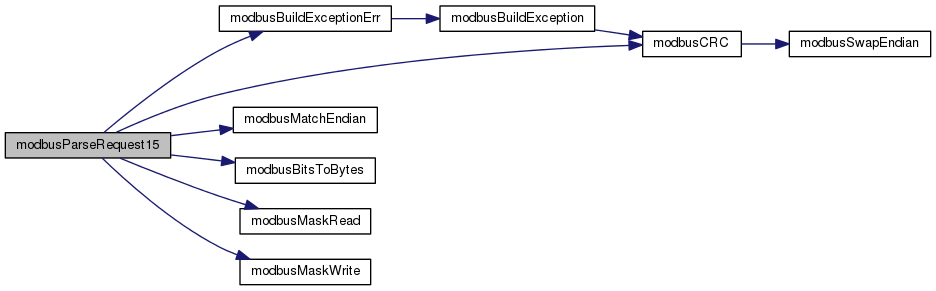 modbusBuildExceptionErr
modbusBuildException
modbusCRC
modbusSwapEndian
modbusMatchEndian
modbusParseRequest15
modbusBitsToBytes
modbusMaskRead
modbusMaskWrite